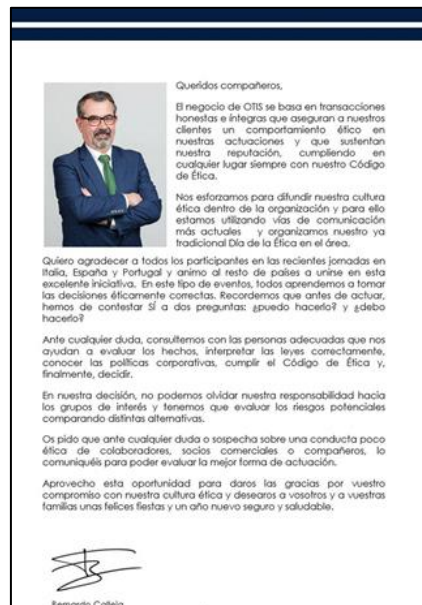 Queridos compañeros,
El negocio de OTIS se basa en transacciones
honestas e íntegras que aseguran a nuestros
clientes un comportamiento ético en
nuestras actuaciones y que sustentan
nuestra reputación, cumpliendo en
cualquier lugar siempre con nuestro Código
de Ética.
Nos esforzamos para difundir nuestra cultura
ética dentro de la organización y para ello
estamos utilizando vías de comunicación
más actuales y organizamos nuestro ya
tradicional Día de la Ética en el área.
Quiero agradecer a todos los participantes en las recientes jornadas en
Italia, España y Portugal y animo al resto de países a unirse en esta
excelente iniciativa. En este tipo de eventos, todos aprendemos a tomar
las decisiones éticamente correctas. Recordemos que antes de actuar,
hemos de contestar SÍ a dos preguntas: ¿puedo hacerlo? y ¿debo
hacerlo?
Ante cualquier duda, consultemos con las personas adecuadas que nos
ayudan a evaluar los hechos, interpretar las leyes correctamente,
conocer las políticas corporativas, cumplir el Código de Ética y,
finalmente, decidir.
En nuestra decisión, no podemos olvidar nuestra responsabilidad hacia
los grupos de interés y tenemos que evaluar los riesgos potenciales
comparando distintas alternativas.
Os pido que ante cualquier duda o sospecha sobre una conducta poco
ética de colaboradores, socios comerciales o compañeros, lo
comuniquéis para poder evaluar la mejor forma de actuación.
Aprovecho esta oportunidad para daros las gracias por vuestro
compromiso con nuestra cultura ética y desearos a vosotros y a vuestras
familias unas felices fiestas y un año nuevo seguro y saludable.
Bernardo Calleja